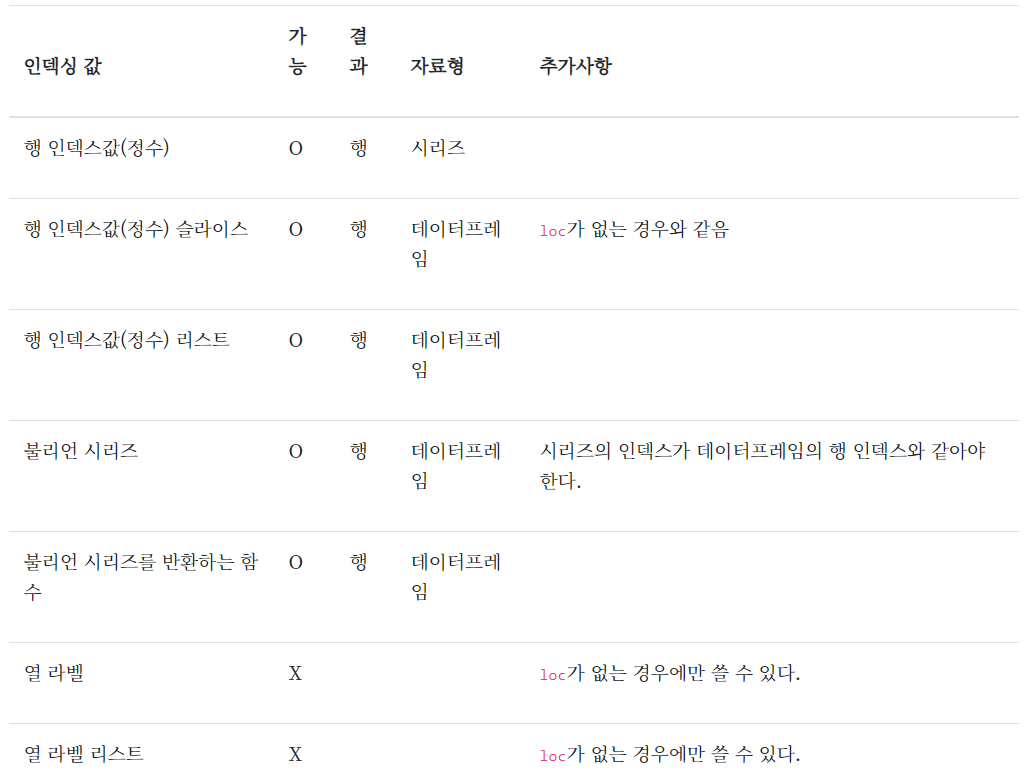 인덱싱 값 가능 결과 자료형 추가사항
행 인덱스값(정수) O 행 시리즈
행 인덱스값(정수) 슬라이스 O 행 데이터프레 loc가 없는 경우와 같음
임
행 인덱스값(정수) 리스트 O 행 데이터프레
임
불리언 시리즈 O 행 데이터프레 시리즈의 인덱스가 데이터프레임의 행 인덱스와 같아야
임 한다.
불리언 시리즈를 반환하는 함 O 행 데이터프레
수 임
열 라벨 X loc가 없는 경우에만 쓸 수 있다.
열 라벨 리스트 X loc가 없는 경우에만 쓸 수 있다.